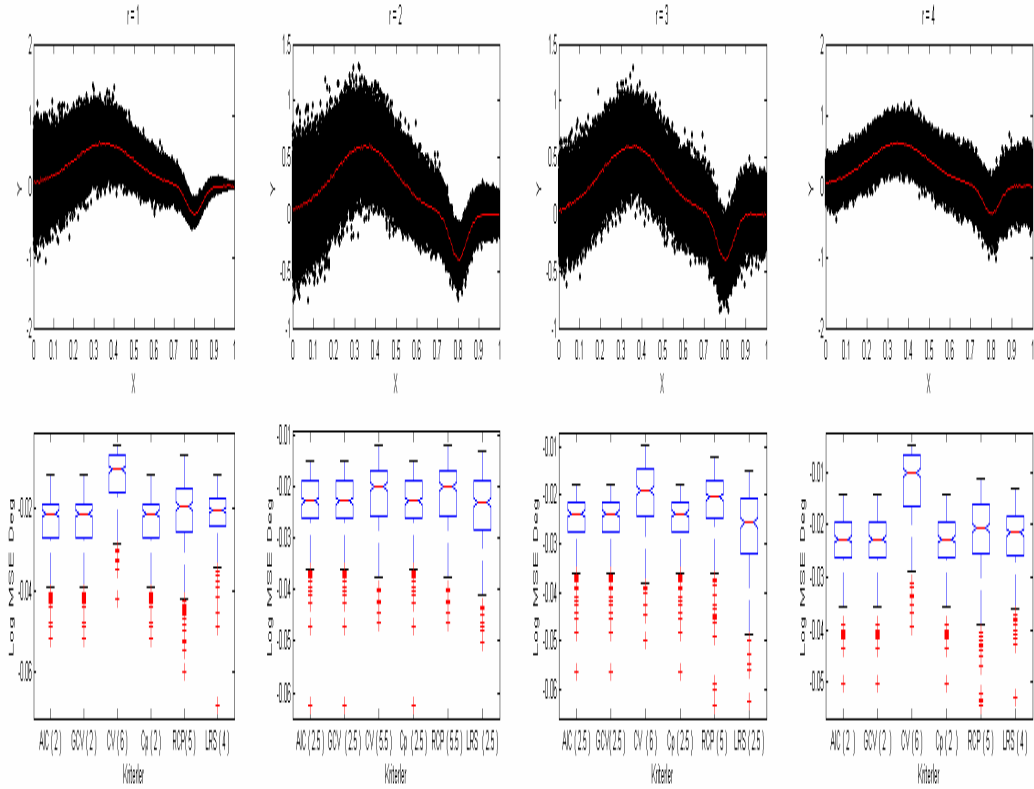 r=1
r=2
r=3
r=4
2
1
0
-1
-2
Y
0 0.1 0.2 0.3 0.4 0.5 0.6 0.7 0.8 0.9 1
X
1.5
1
0.5
0
-0.5
-1
Y
0 0.1 0.2 0.3 0.4 0.5 0.6 0.7 0.8 0.9 1
X
1.5
1
0.5
0
-0.5
-1
Y
0 0.1 0.2 0.3 0.4 0.5 0.6 0.7 0.8 0.9 1
X
2
1
0
-1
-2
Y
0 0.1 0.2 0.3 0.4 0.5 0.6 0.7 0.8 0.9 1
X
-0.02
-0.04
-0.06
Log MSE Deg
AIC (2) GCV (2) CV (6) Cp (2) RCP (5) LRS (4)
Kriterler
-0.01
-0.02
-0.03
-0.04
-0.05
-0.06
Log MSE Deg
AIC (2.5) GCV (2.5) CV (5.5) Cp (2.5) RCP (5.5) LRS (2.5)
Kriterler
-0.01
-0.02
-0.03
-0.04
-0.05
-0.06
Log MSE Deg
AIC (2.5) GCV (2.5) CV (6) Cp (2.5) RCP (5) LRS (2.5)
Kriterler
-0.01
-0.02
-0.03
-0.04
-0.05
Log MSE Deg
AIC (2) GCV (2) CV (6) Cp (2) RCP (5) LRS (4)
Kriterler